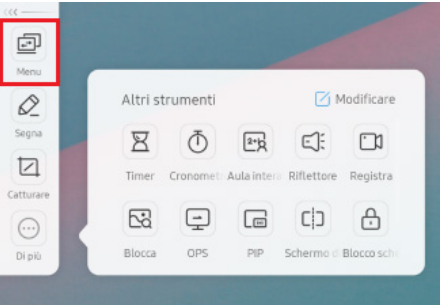 Menu
Segna
Catturare
Di più
Altri strumenti
Modificare
Timer
Cronomet
Aula intera
Riflettore
Registra
Blocca
OPS
PIP
Schermo d
Blocco sch